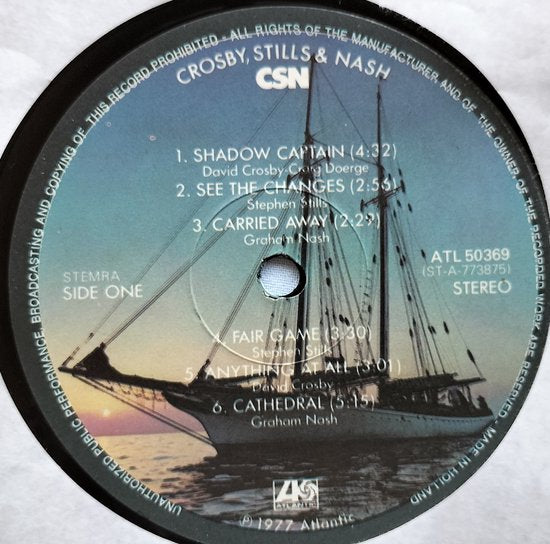 UNAUTHORIZED PUBLIC PERFORMANCE, BROADCASTING AND COPYING OF THIS RECORD PROHIBITED - ALL RIGHTS OF THE MANUFACTURER AND OF THE OWNER OF THE RECORDED WORK ARE RESERVED - MADE IN HOLLAND
CROSBY, STILLS & NASH
CSN
1. SHADOW CAPTAIN (4:32)
David Crosby-Craig Doerge
2. SEE THE CHANGES (2:56)
Stephen Stills
3. CARRIED AWAY (2:29)
Graham Nash
ATL 50369
(ST-A-773875)
STEMRA
SIDE ONE
STEREO
4. FAIR GAME (3:30)
Stephen Stills
5. ANYTHING AT ALL (3:01)
David Crosby
6. CATHEDRAL (5:15)
Graham Nash
ATLANTIC
℗ 1977 Atlantic